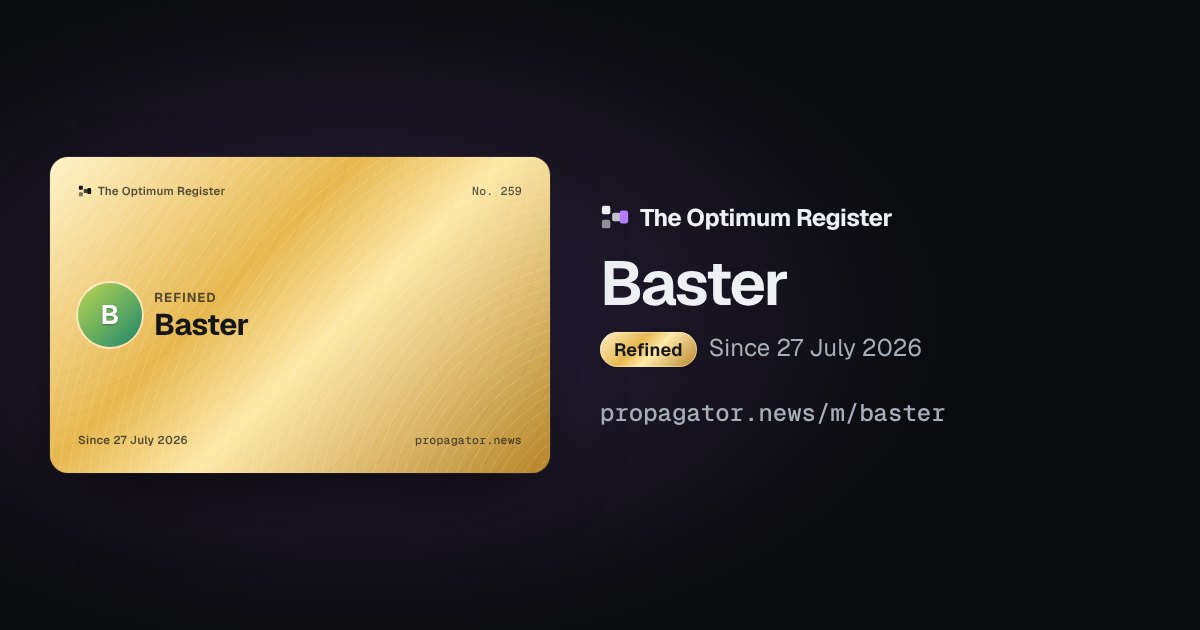 The Optimum Register
No. 259
B
REFINED
Baster
Since 27 July 2026
propagator.news
The Optimum Register
Baster
Refined
Since 27 July 2026
propagator.news/m/baster